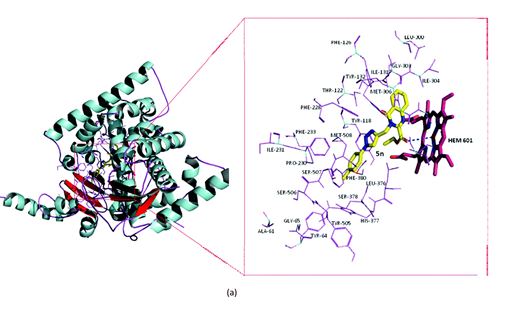 LEU-300
PHE-126
GLY-303
ILE-131
TYR-132
ILE-304
MET-306
THR-122
PHE-228
TYR-118
PHE-233
MET-508
HEM 601
ILE-231
5n
PRO-230
SER-507
PHE-380
LEU-376
SER-506
SER-378
GLY-65
HIS-377
TYR-505
ALA-61
TYR-64
(a)